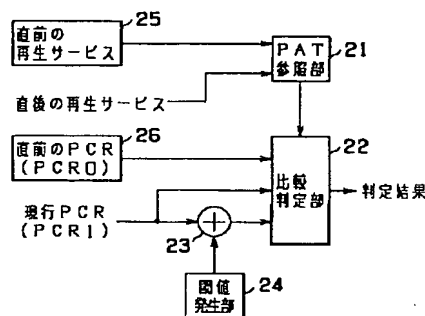 直前の
再生サービス
25
PAT
参照部
21
直後の再生サービス
直前のPCR
(PCR0)
26
比較
判定部
22
判定結果
現行PCR
(PCR1)
23
閾値
発生部
24